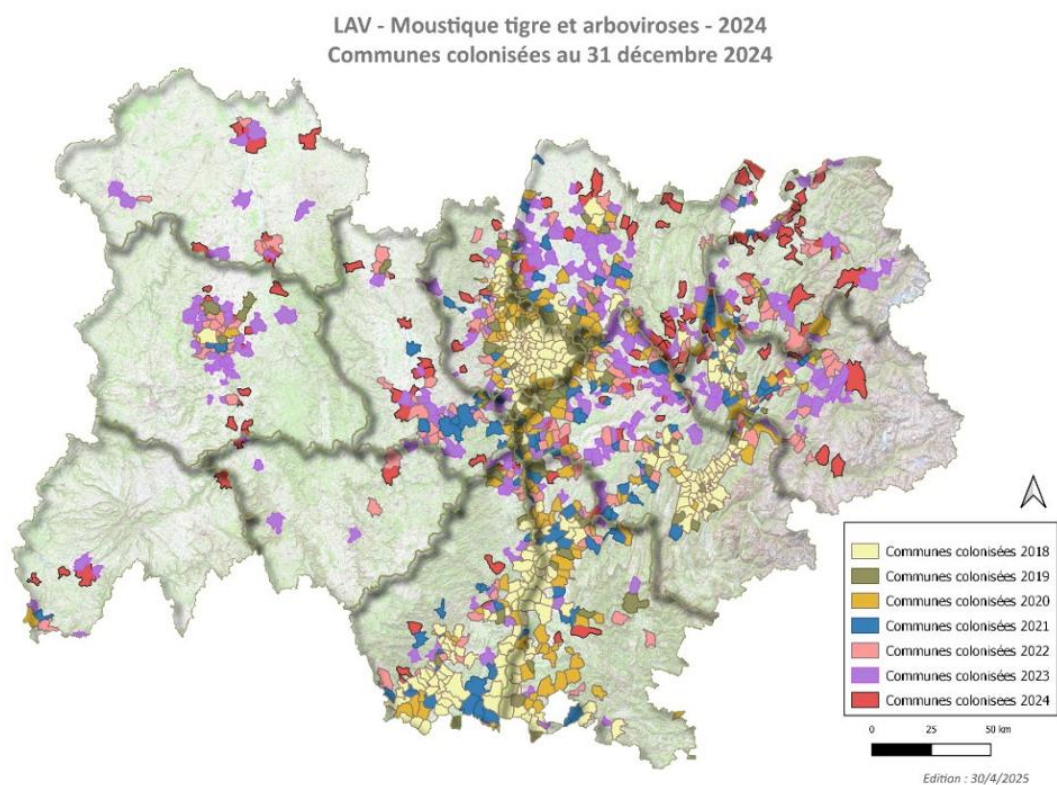 LAV - Moustique tigre et arboviroses - 2024
Communes colonisées au 31 décembre 2024
Communes colonisées 2018
Communes colonisées 2019
Communes colonisées 2020
Communes colonisées 2021
Communes colonisées 2022
Communes colonisées 2023
Communes colonisées 2024
0 25 50 km
Edition : 30/4/2025